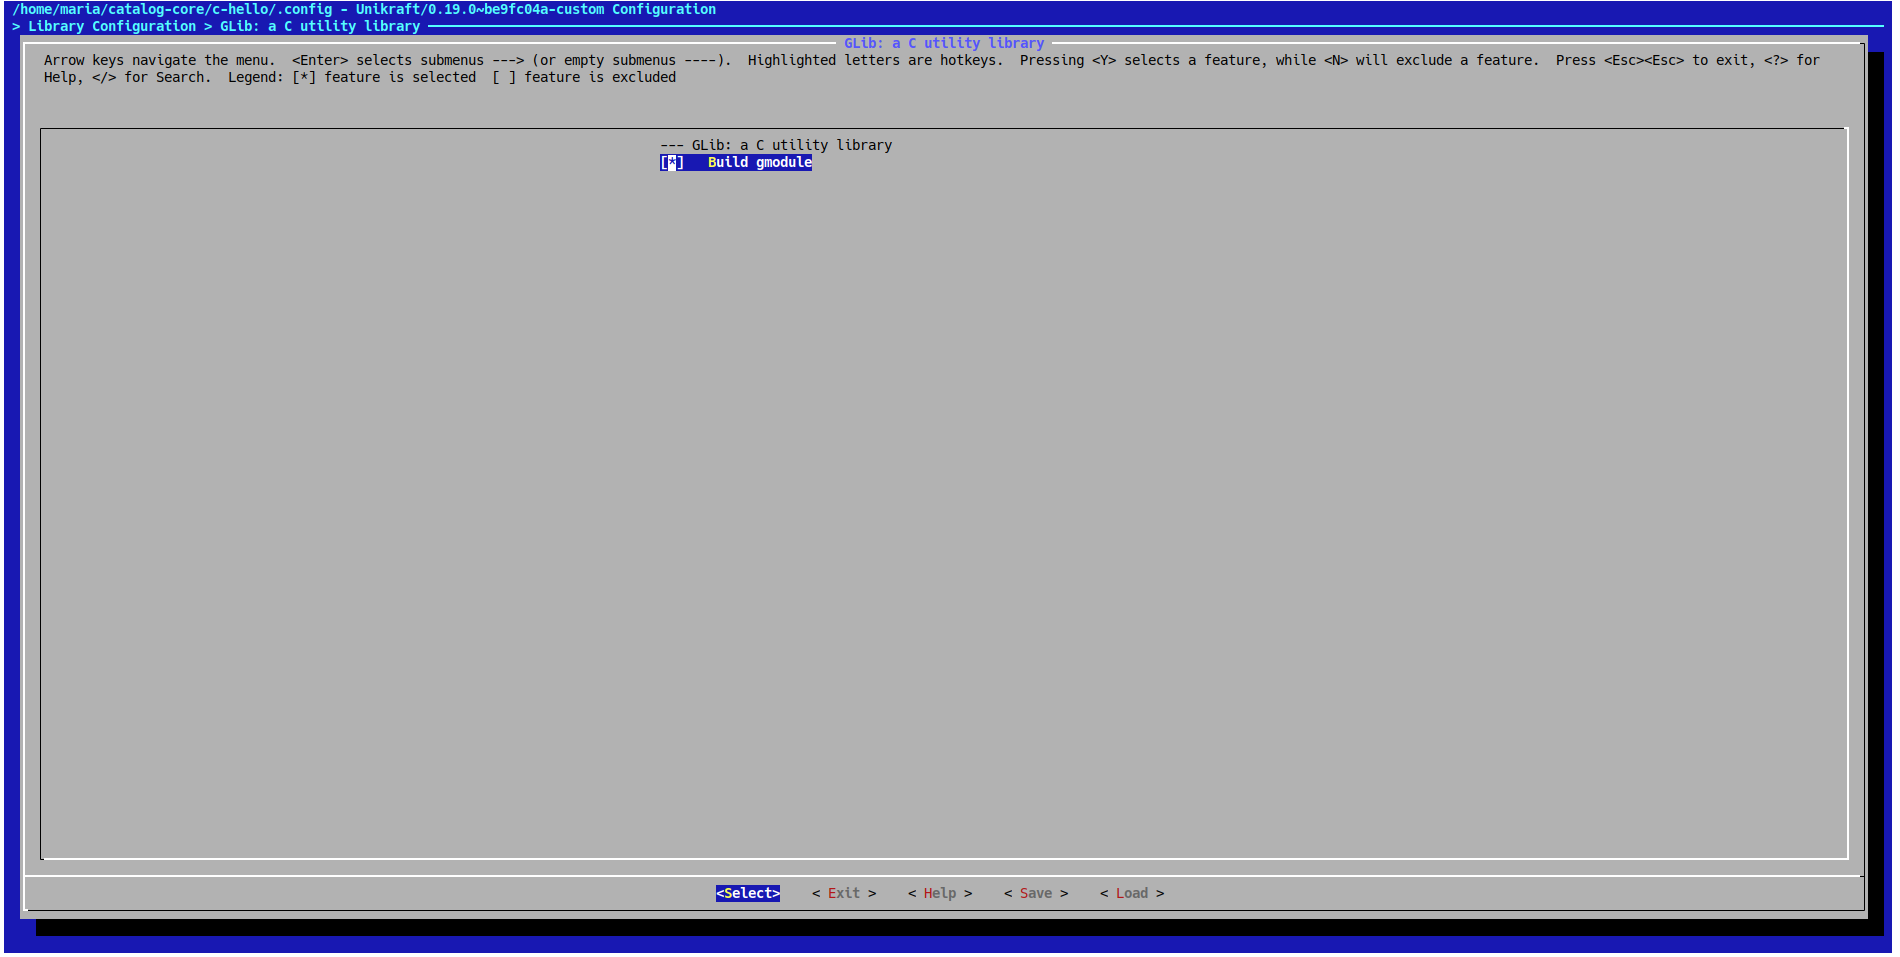 /home/maria/catalog-core/c-hello/.config - Unikraft/0.19.0~be9fc04a-custom Configuration
> Library Configuration > GLib: a C utility library
GLib: a C utility library
Arrow keys navigate the menu.  <Enter> selects submenus ---> (or empty submenus ----).  Highlighted letters are hotkeys.  Pressing <Y> selects a feature, while <N> will exclude a feature.  Press <Esc><Esc> to exit, <?> for
Help, </> for Search.  Legend: [*] feature is selected  [ ] feature is excluded
--- GLib: a C utility library
[*]   Build gmodule
<Select>    < Exit >    < Help >    < Save >    < Load >